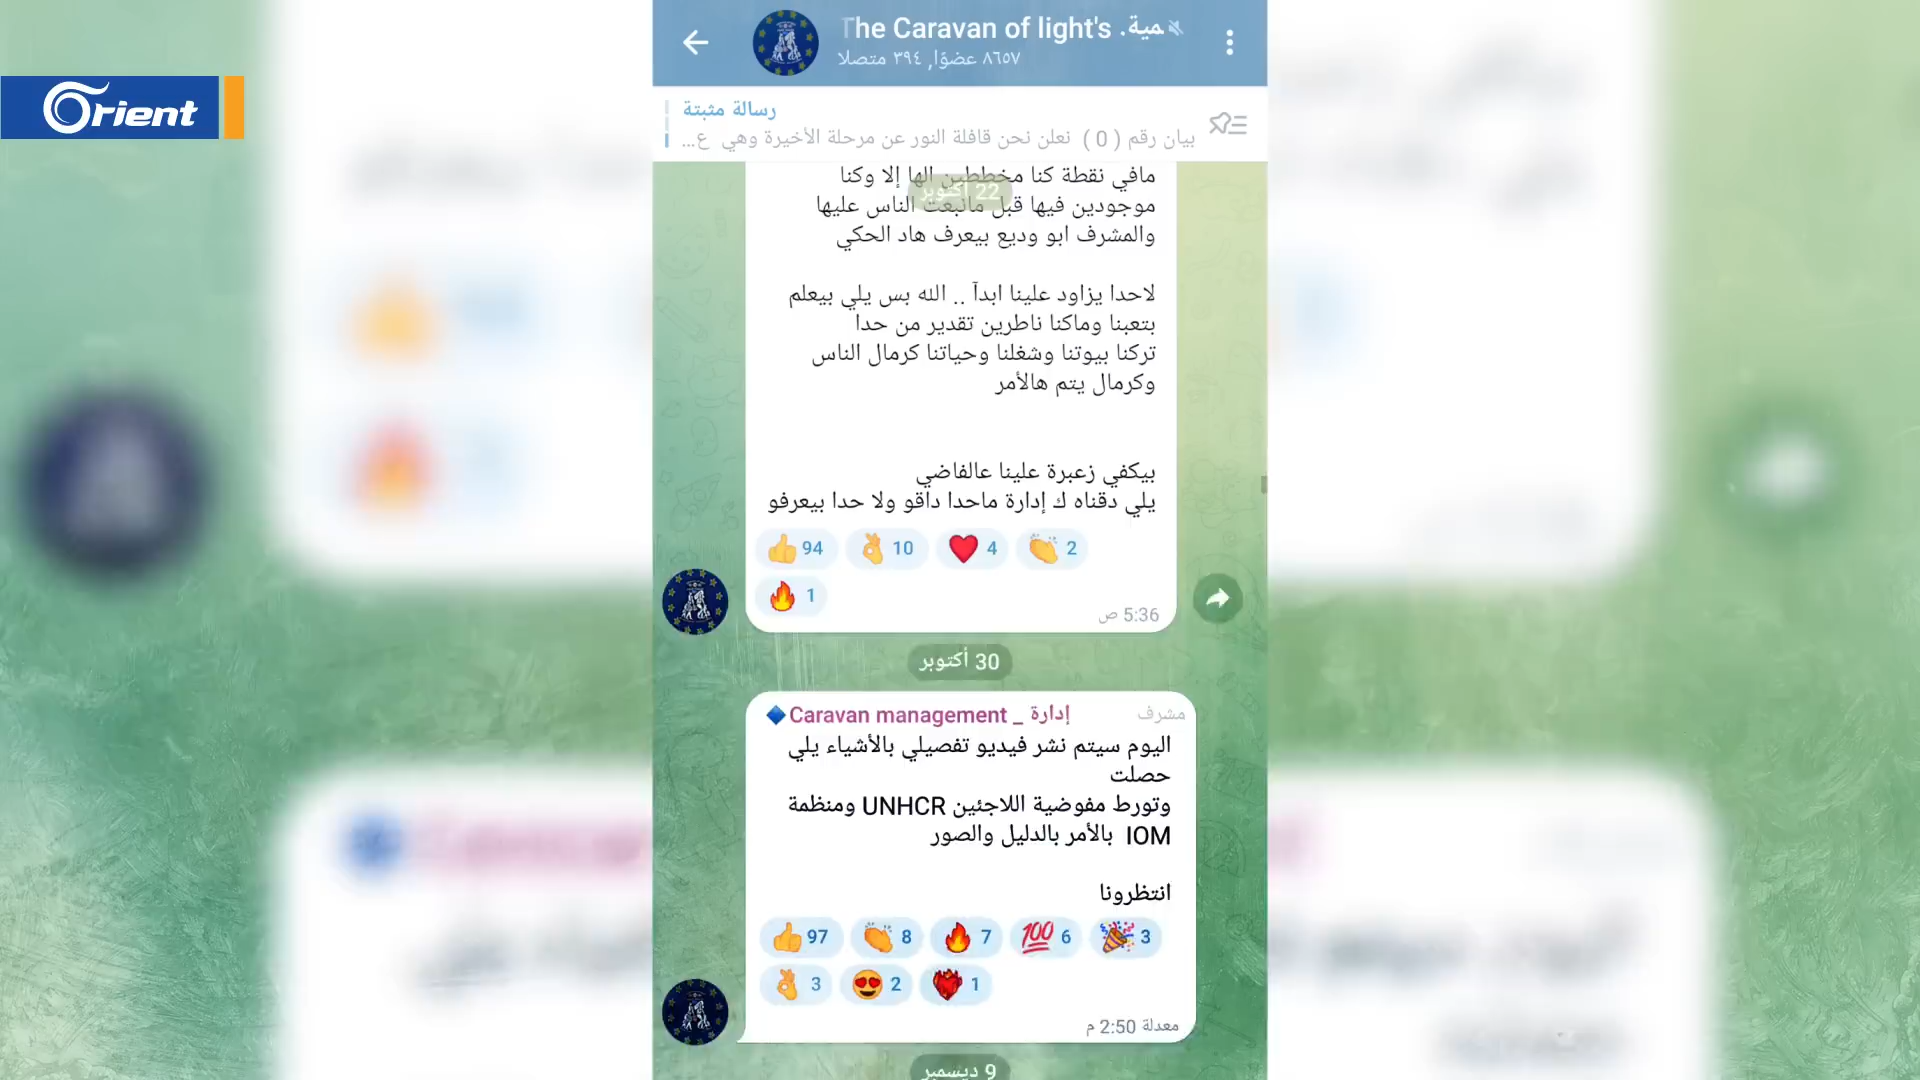 The Caravan of light's .مية
٨٦٥٧ عضوًا, ٣٩٤ متصلا
Orient
رسالة مثبتة
بيان رقم ( 0 ) نعلن نحن قافلة النور عن مرحلة الأخيرة وهي ع...
مافي نقطة كنا مخططين الها إلا وكنا
22 أكتوبر
موجودين فيها قبل مانبعت الناس عليها
والمشرف ابو وديع بيعرف هاد الحكي
لاحدا يزاود علينا ابدآ .. الله بس يلي بيعلم
بتعبنا وماكنا ناطرين تقدير من حدا
تركنا بيوتنا وشغلنا وحياتنا كرمال الناس
وكرمال يتم هالأمر
بيكفي زعبرة علينا عالفاضي
يلي دقناه ك إدارة ماحدا داقو ولا حدا بيعرفو
👍 94 👌 10 ❤️ 4 👏 2
🔥 1
5:36 ص
30 أكتوبر
🔷Caravan management _ إدارة
مشرف
اليوم سيتم نشر فيديو تفصيلي بالأشياء يلي
حصلت
وتورط مفوضية اللاجئين UNHCR ومنظمة
IOM بالأمر بالدليل والصور
انتظرونا
👍 97 👏 8 🔥 7 💯 6 🎉 3
👌 3 😍 2 ❤️‍🔥 1
معدلة 2:50 م
9 ديسمبر